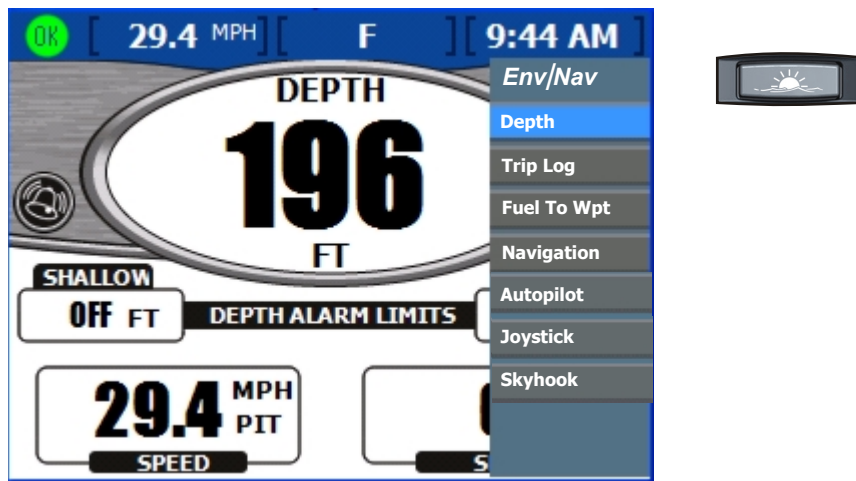 OK 29.4 MPH F 9:44 AM
Env/Nav
DEPTH
196
FT
Depth
Trip Log
Fuel To Wpt
Navigation
Autopilot
Joystick
Skyhook
SHALLOW
OFF FT
DEPTH ALARM LIMITS
29.4 MPH
PIT
SPEED
S